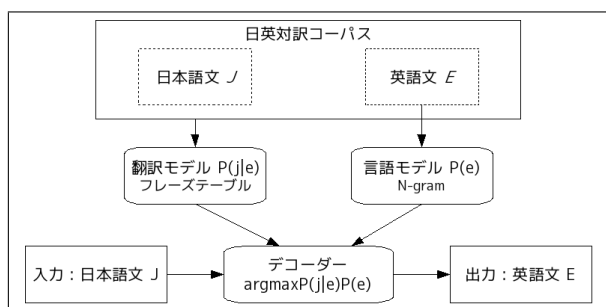 日英対訳コーパス
日本語文 J
英語文 E
翻訳モデル P(j|e)
フレーズテーブル
言語モデル P(e)
N-gram
入力：日本語文 J
デコーダー
argmaxP(j|e)P(e)
出力：英語文 E